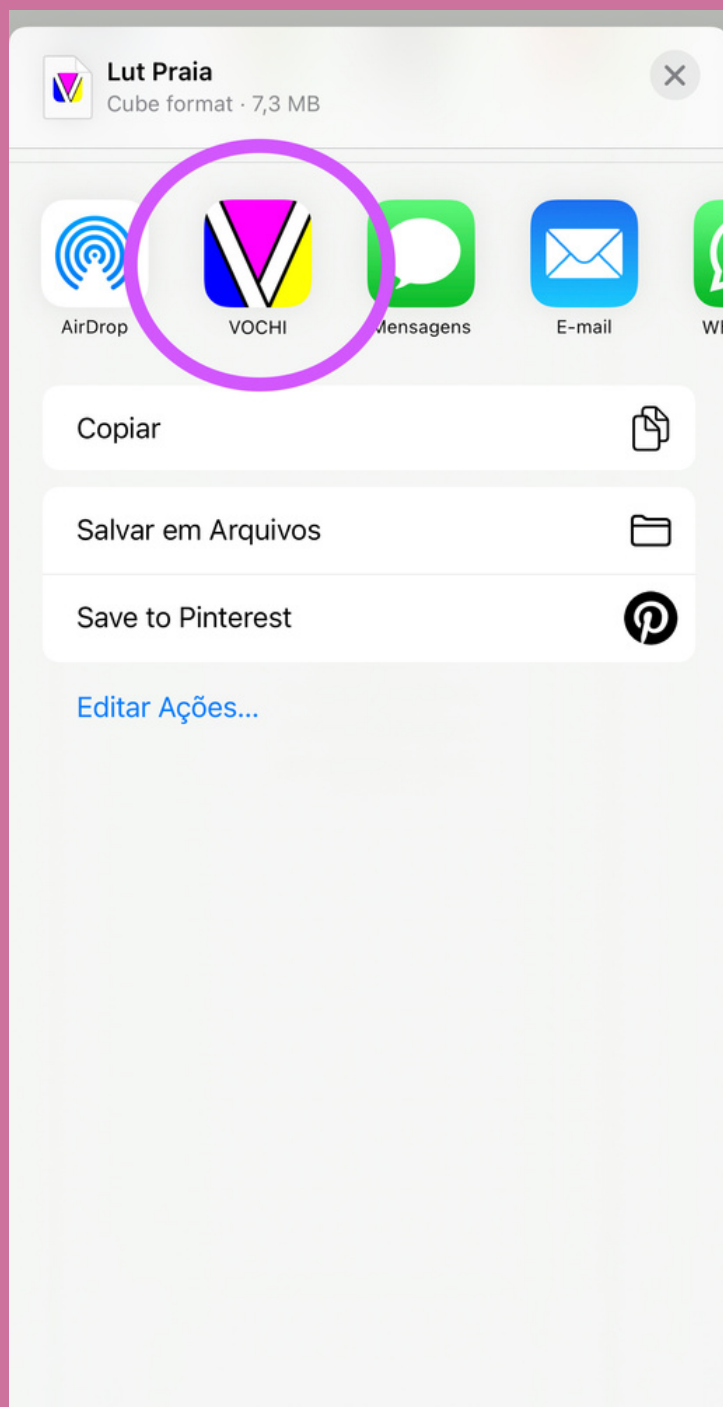 Lut Praia
Cube format · 7,3 MB
AirDrop
VOCHI
Mensagens
E-mail
Copiar
Salvar em Arquivos
Save to Pinterest
Editar Ações...